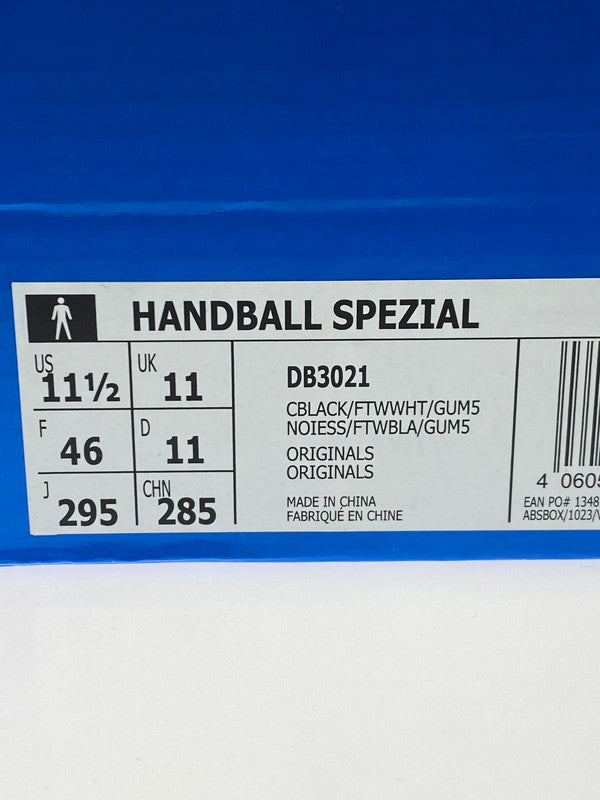 HANDBALL SPEZIAL
US 11½ UK 11
F 46 D 11
J 295 CHN 285
DB3021
CBLACK/FTWWHT/GUM5
NOIESS/FTWBLA/GUM5
ORIGINALS
ORIGINALS
MADE IN CHINA
FABRIQUÉ EN CHINE
4 0605
EAN PO# 1348
ABSBOX/1023/